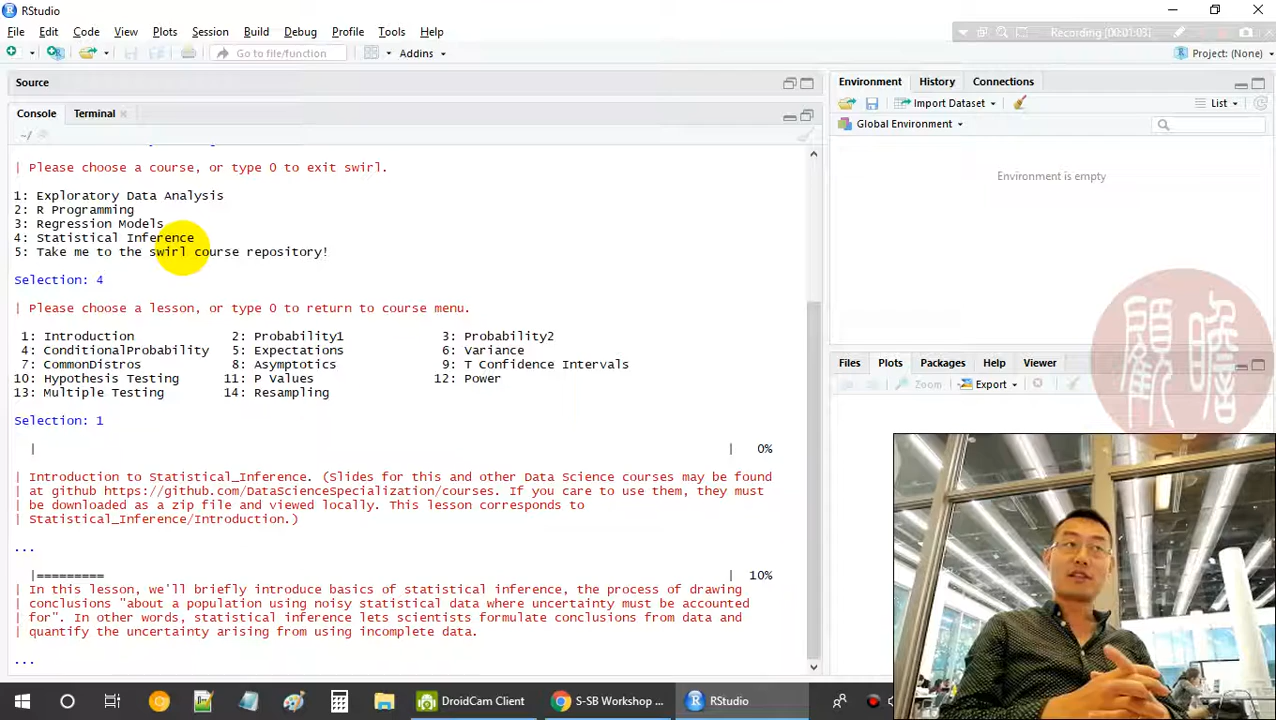 RStudio
File Edit Code View Plots Session Build Debug Profile Tools Help
Recording [00:01:03]
Go to file/function Addins Project: (None)
Source
Console Terminal
~/
| Please choose a course, or type 0 to exit swirl.
1: Exploratory Data Analysis
2: R Programming
3: Regression Models
4: Statistical Inference
5: Take me to the swirl course repository!
Selection: 4
| Please choose a lesson, or type 0 to return to course menu.
1: Introduction 2: Probability1 3: Probability2
4: ConditionalProbability 5: Expectations 6: Variance
7: CommonDistros 8: Asymptotics 9: T Confidence Intervals
10: Hypothesis Testing 11: P Values 12: Power
13: Multiple Testing 14: Resampling
Selection: 1
| | 0%
| Introduction to Statistical_Inference. (Slides for this and other Data Science courses may be found
| at github https://github.com/DataScienceSpecialization/courses. If you care to use them, they must
| be downloaded as a zip file and viewed locally. This lesson corresponds to
| Statistical_Inference/Introduction.)
...
|========= | 10%
| In this lesson, we'll briefly introduce basics of statistical inference, the process of drawing
| conclusions "about a population using noisy statistical data where uncertainty must be accounted
| for". In other words, statistical inference lets scientists formulate conclusions from data and
| quantify the uncertainty arising from using incomplete data.
...
Environment History Connections
Import Dataset List
Global Environment
Environment is empty
Files Plots Packages Help Viewer
Zoom Export
DroidCam Client
S-SB Workshop ...
RStudio